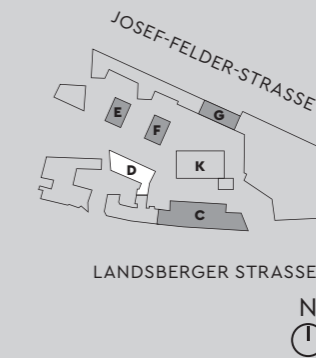 JOSEF-FELDER-STRASSE
E
F
G
D
K
C
LANDSBERGER STRASSE
N